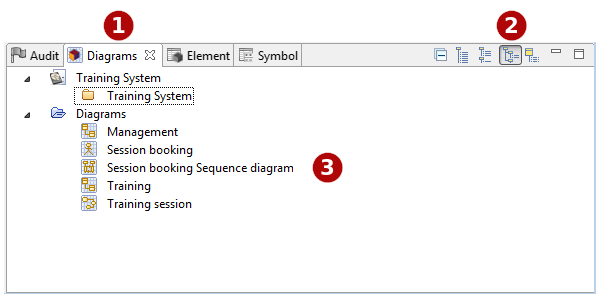 1 2
Audit Diagrams Element Symbol
Training System
Training System
Diagrams
Management
Session booking
Session booking Sequence diagram 3
Training
Training session